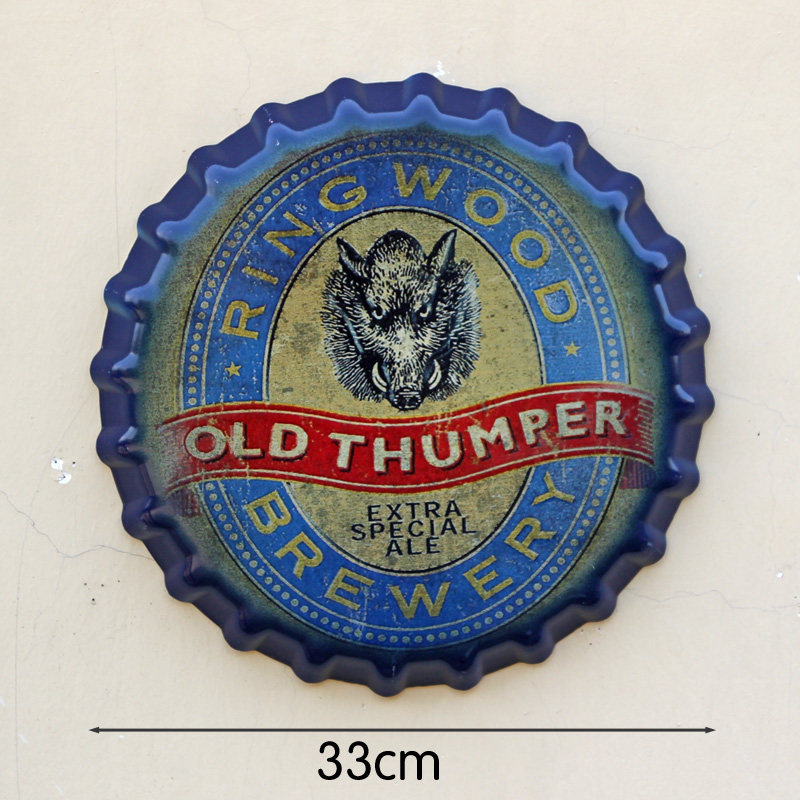 RINGWOOD
OLD THUMPER
EXTRA
SPECIAL
ALE
BREWERY
33cm